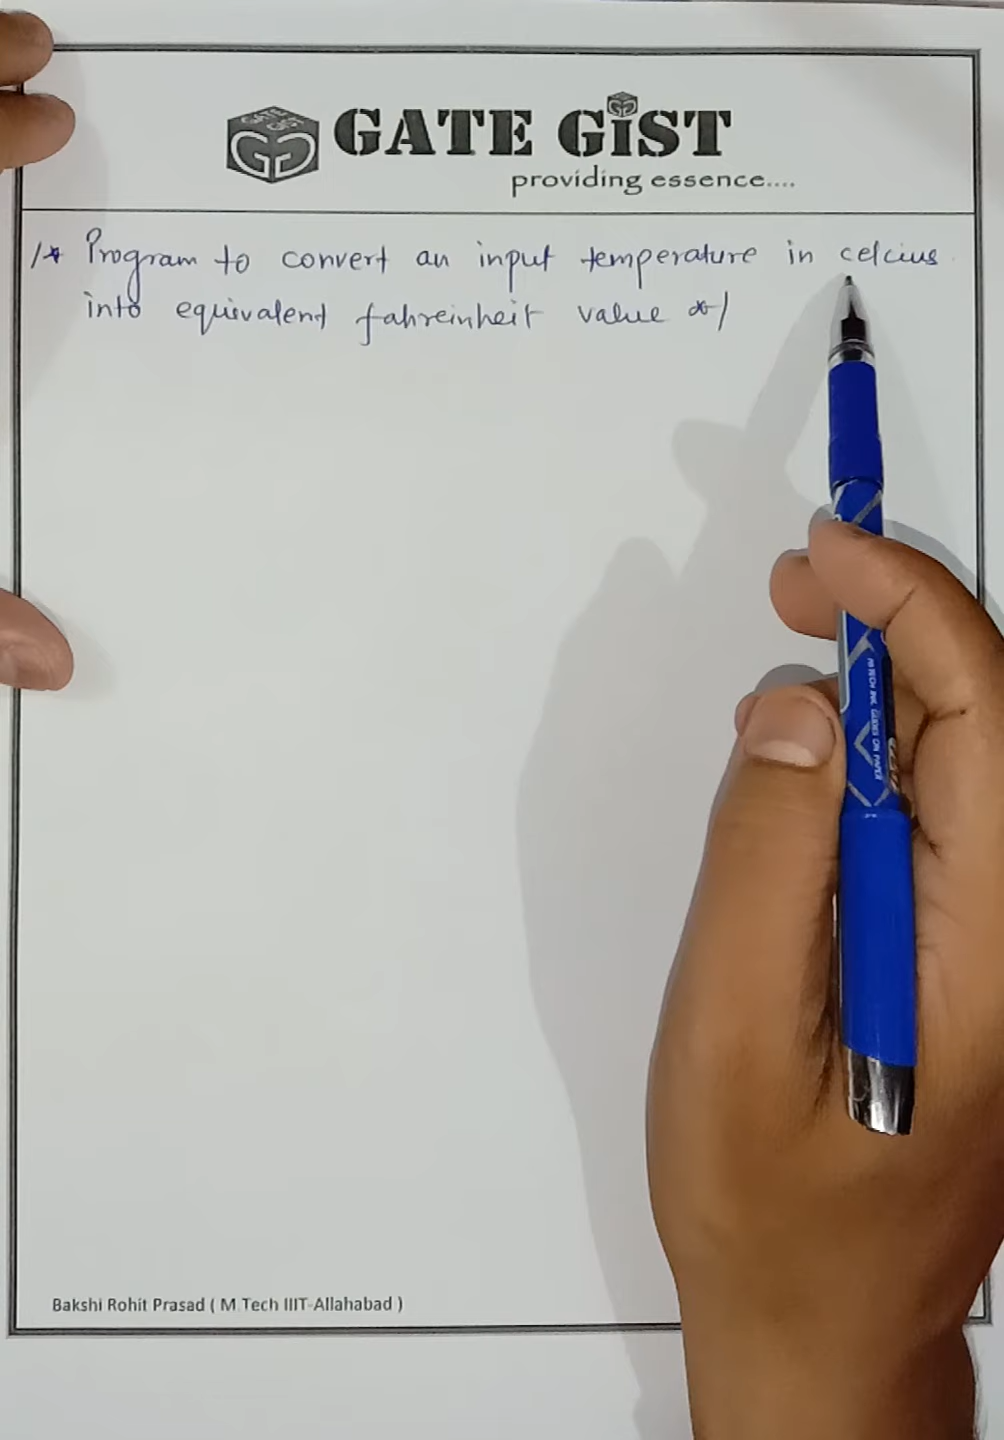 GATE GiST
providing essence....
/* Program to convert an input temperature in celcius
into equivalent fahreinheit value */
Bakshi Rohit Prasad ( M Tech IIIT-Allahabad )